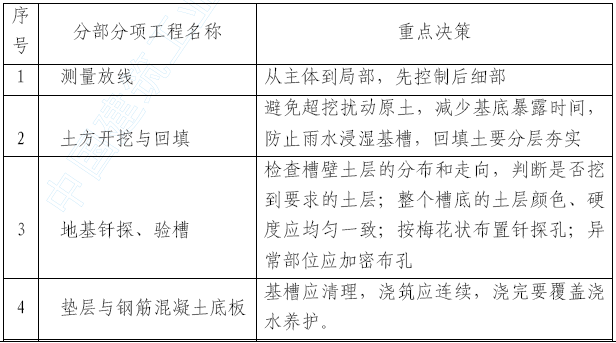 序号 分部分项工程名称 重点决策
1 测量放线 从主体到局部，先控制后细部
2 土方开挖与回填 避免超挖扰动原土，减少基底暴露时间，
防止雨水浸湿基槽，回填土要分层夯实
3 地基钎探、验槽 检查槽壁土层的分布和走向，判断是否挖
到要求的土层；整个槽底的土层颜色、硬
度应均匀一致；按梅花状布置钎探孔；异
常部位应加密布孔
4 垫层与钢筋混凝土底板 基槽应清理，浇筑应连续，浇完要覆盖浇
水养护。